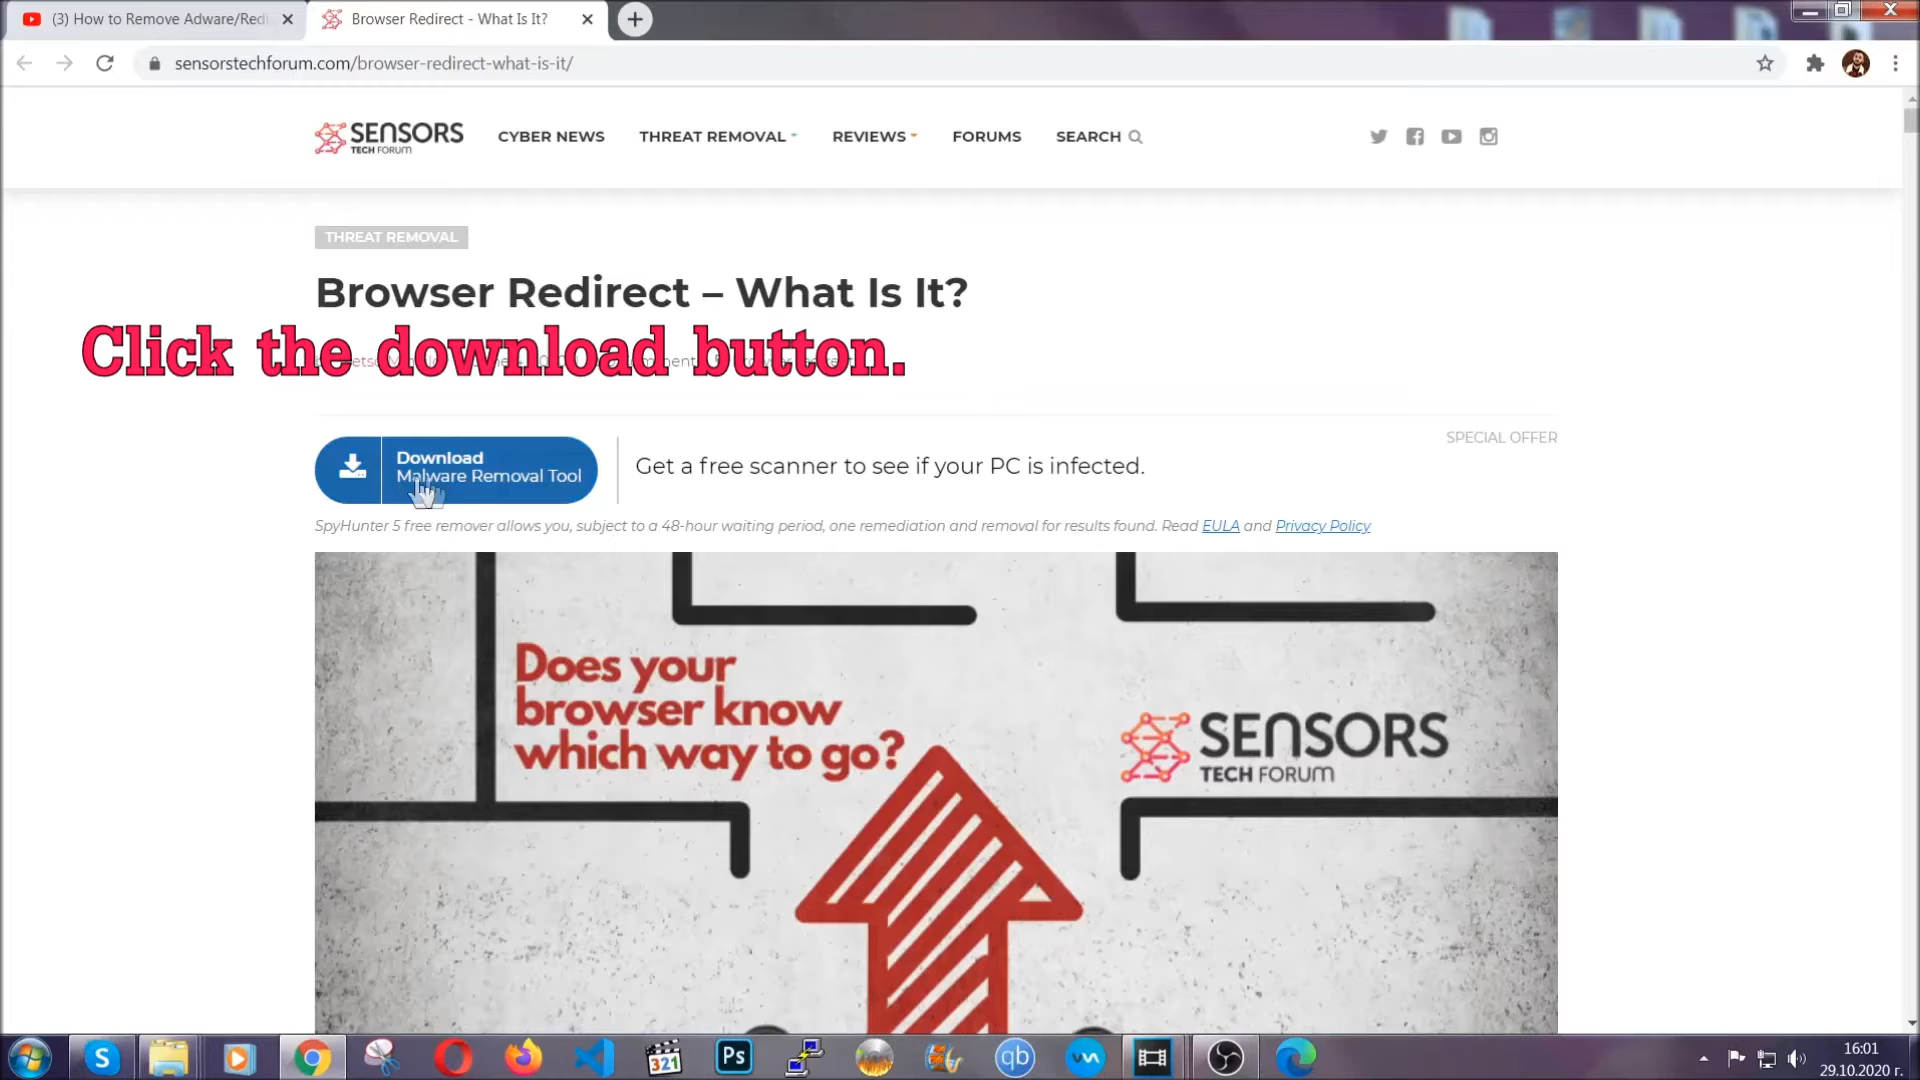 (3) How to Remove Adware/Redi
Browser Redirect - What Is It?
sensorstechforum.com/browser-redirect-what-is-it/
SENSORS
TECH FORUM
CYBER NEWS
THREAT REMOVAL
REVIEWS
FORUMS
SEARCH
THREAT REMOVAL
Browser Redirect – What Is It?
Click the download button.
Download
Malware Removal Tool
Get a free scanner to see if your PC is infected.
SPECIAL OFFER
SpyHunter 5 free remover allows you, subject to a 48-hour waiting period, one remediation and removal for results found. Read EULA and Privacy Policy
Does your
browser know
which way to go?
SENSORS
TECH FORUM
321
Ps
qb
16:01
29.10.2020 г.